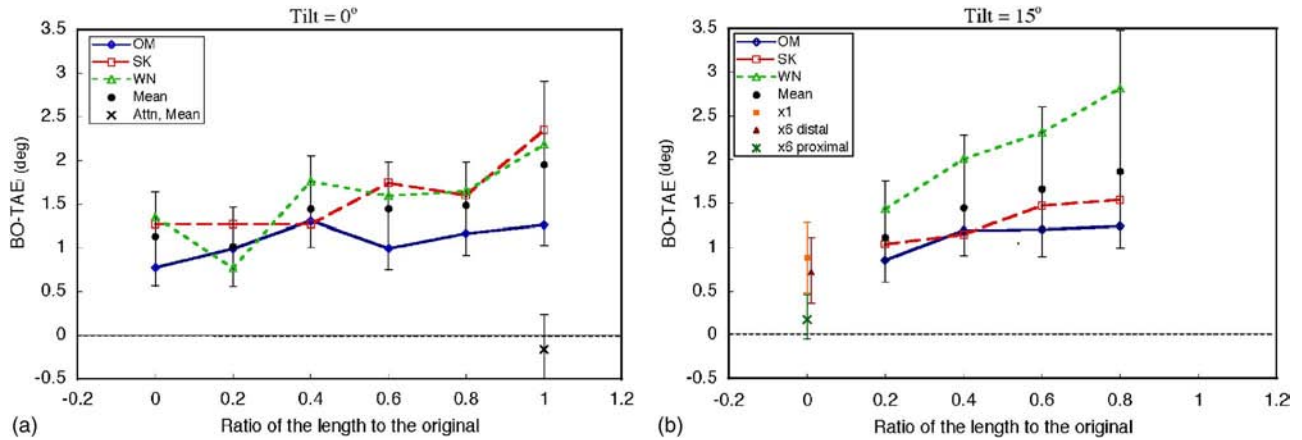 Tilt = 0°
3.5
3
2.5
2
1.5
1
0.5
0
-0.5
BO-TAE (deg)
OM
SK
WN
Mean
Attn, Mean
-0.2 0 0.2 0.4 0.6 0.8 1 1.2
(a) Ratio of the length to the original
Tilt = 15°
3.5
3
2.5
2
1.5
1
0.5
0
-0.5
BO-TAE (deg)
OM
SK
WN
Mean
x1
x6 distal
x6 proximal
-0.2 0 0.2 0.4 0.6 0.8 1 1.2
(b) Ratio of the length to the original